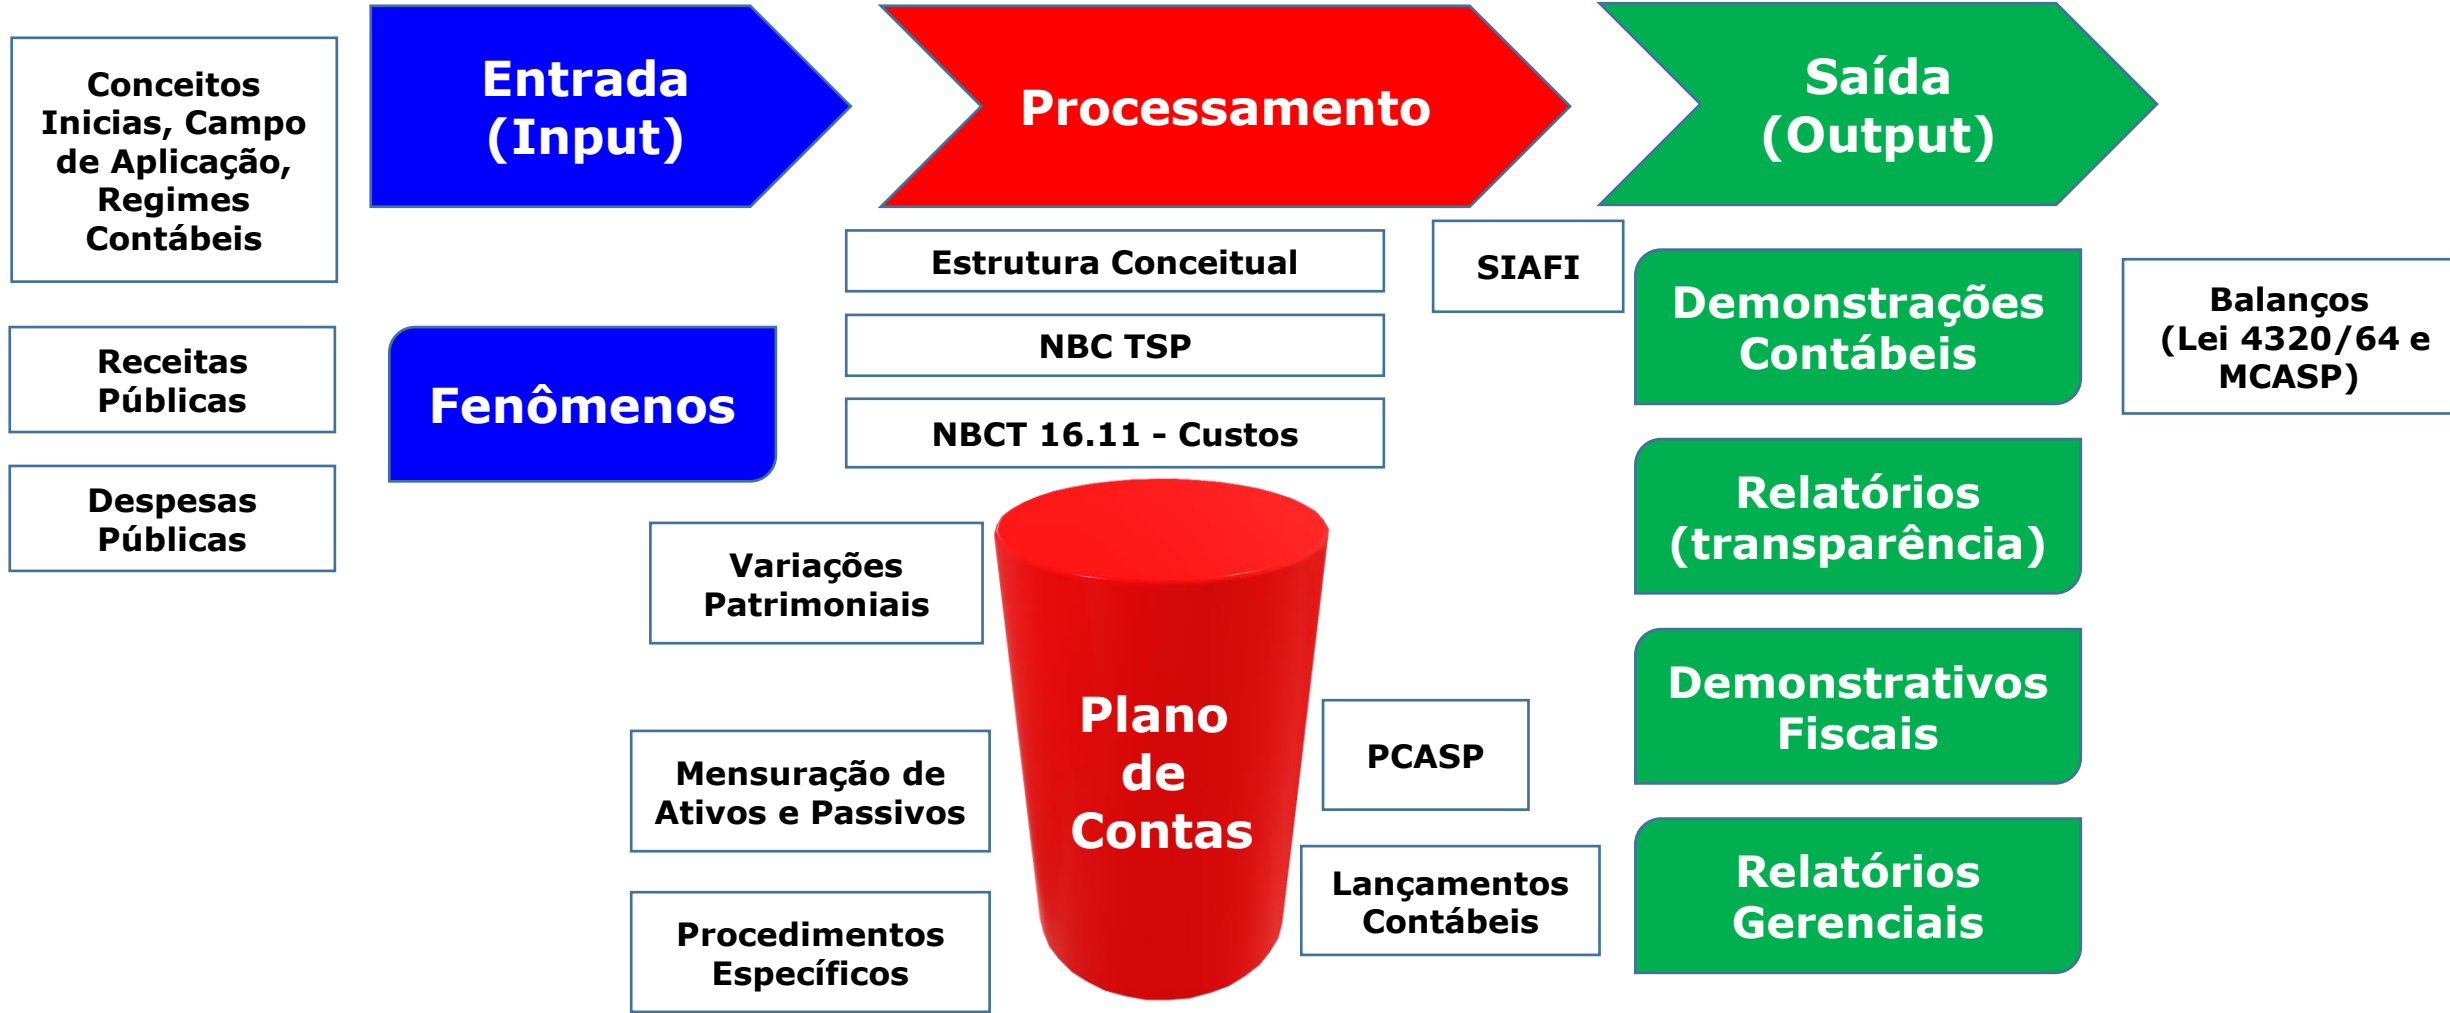 Conceitos
Inicias, Campo
de Aplicação,
Regimes
Contábeis
Receitas
Públicas
Despesas
Públicas
Entrada
(Input)
Fenômenos
Processamento
Estrutura Conceitual
NBC TSP
NBCT 16.11 - Custos
SIAFI
Variações
Patrimoniais
Mensuração de
Ativos e Passivos
Procedimentos
Específicos
Plano
de
Contas
PCASP
Lançamentos
Contábeis
Saída
(Output)
Demonstrações
Contábeis
Relatórios
(transparência)
Demonstrativos
Fiscais
Relatórios
Gerenciais
Balanços
(Lei 4320/64 e
MCASP)